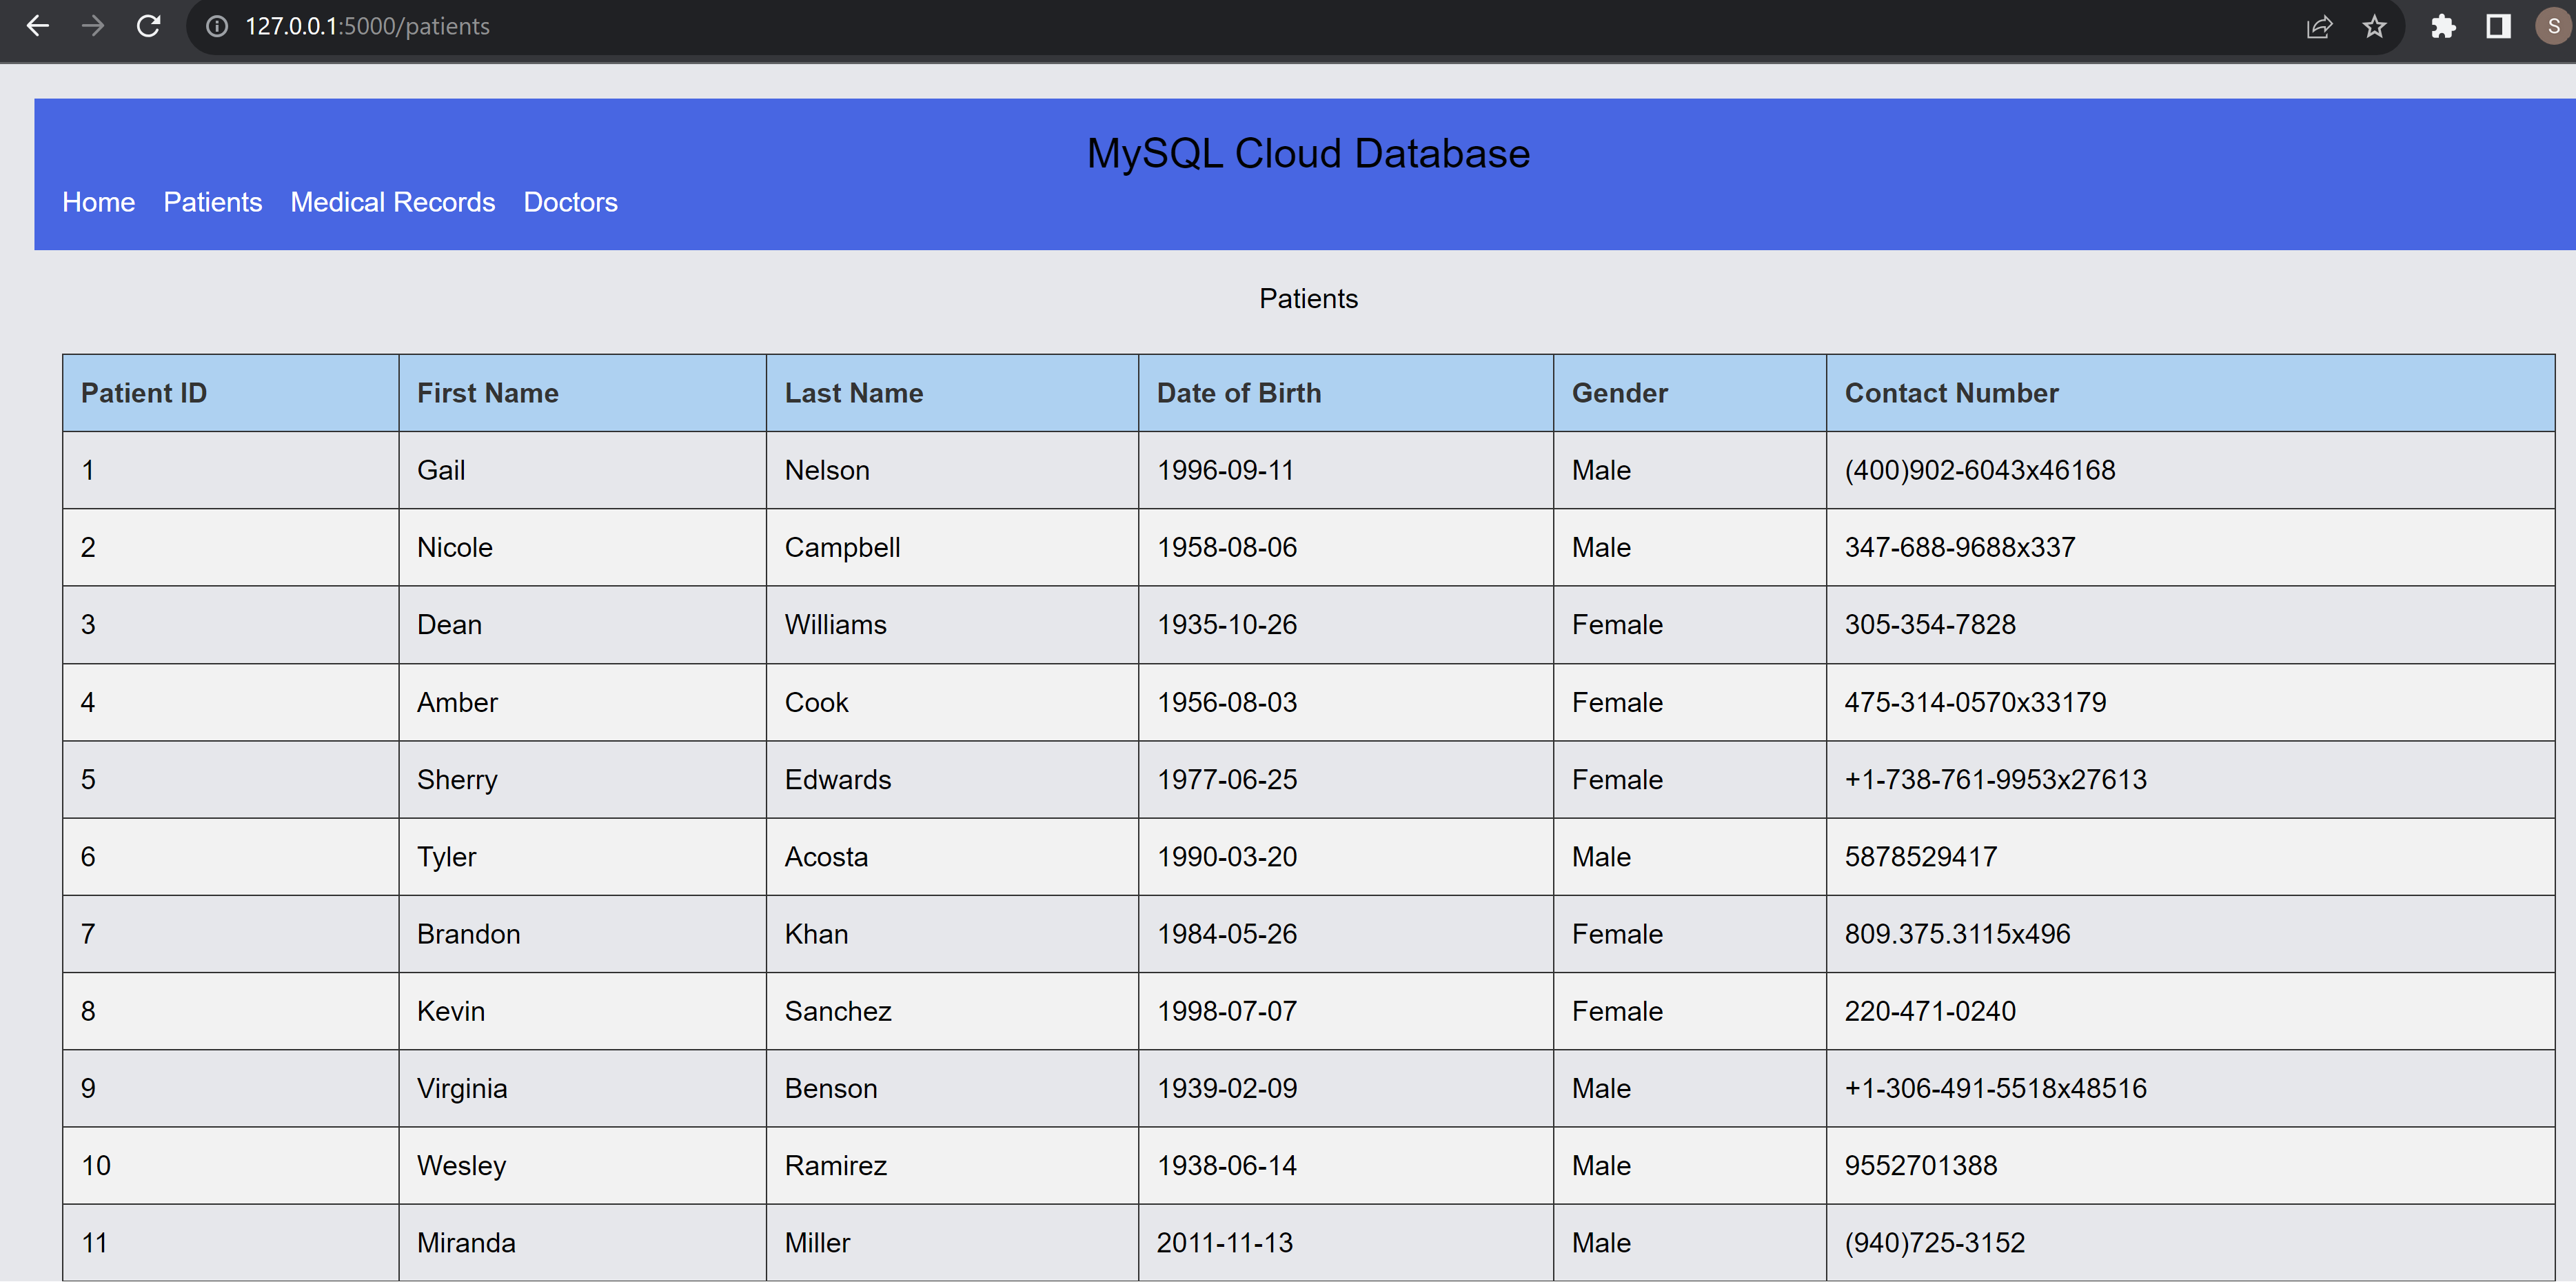 127.0.0.1:5000/patients
S
MySQL Cloud Database
Home Patients Medical Records Doctors
Patients
Patient ID First Name Last Name Date of Birth Gender Contact Number
1 Gail Nelson 1996-09-11 Male (400)902-6043x46168
2 Nicole Campbell 1958-08-06 Male 347-688-9688x337
3 Dean Williams 1935-10-26 Female 305-354-7828
4 Amber Cook 1956-08-03 Female 475-314-0570x33179
5 Sherry Edwards 1977-06-25 Female +1-738-761-9953x27613
6 Tyler Acosta 1990-03-20 Male 5878529417
7 Brandon Khan 1984-05-26 Female 809.375.3115x496
8 Kevin Sanchez 1998-07-07 Female 220-471-0240
9 Virginia Benson 1939-02-09 Male +1-306-491-5518x48516
10 Wesley Ramirez 1938-06-14 Male 9552701388
11 Miranda Miller 2011-11-13 Male (940)725-3152